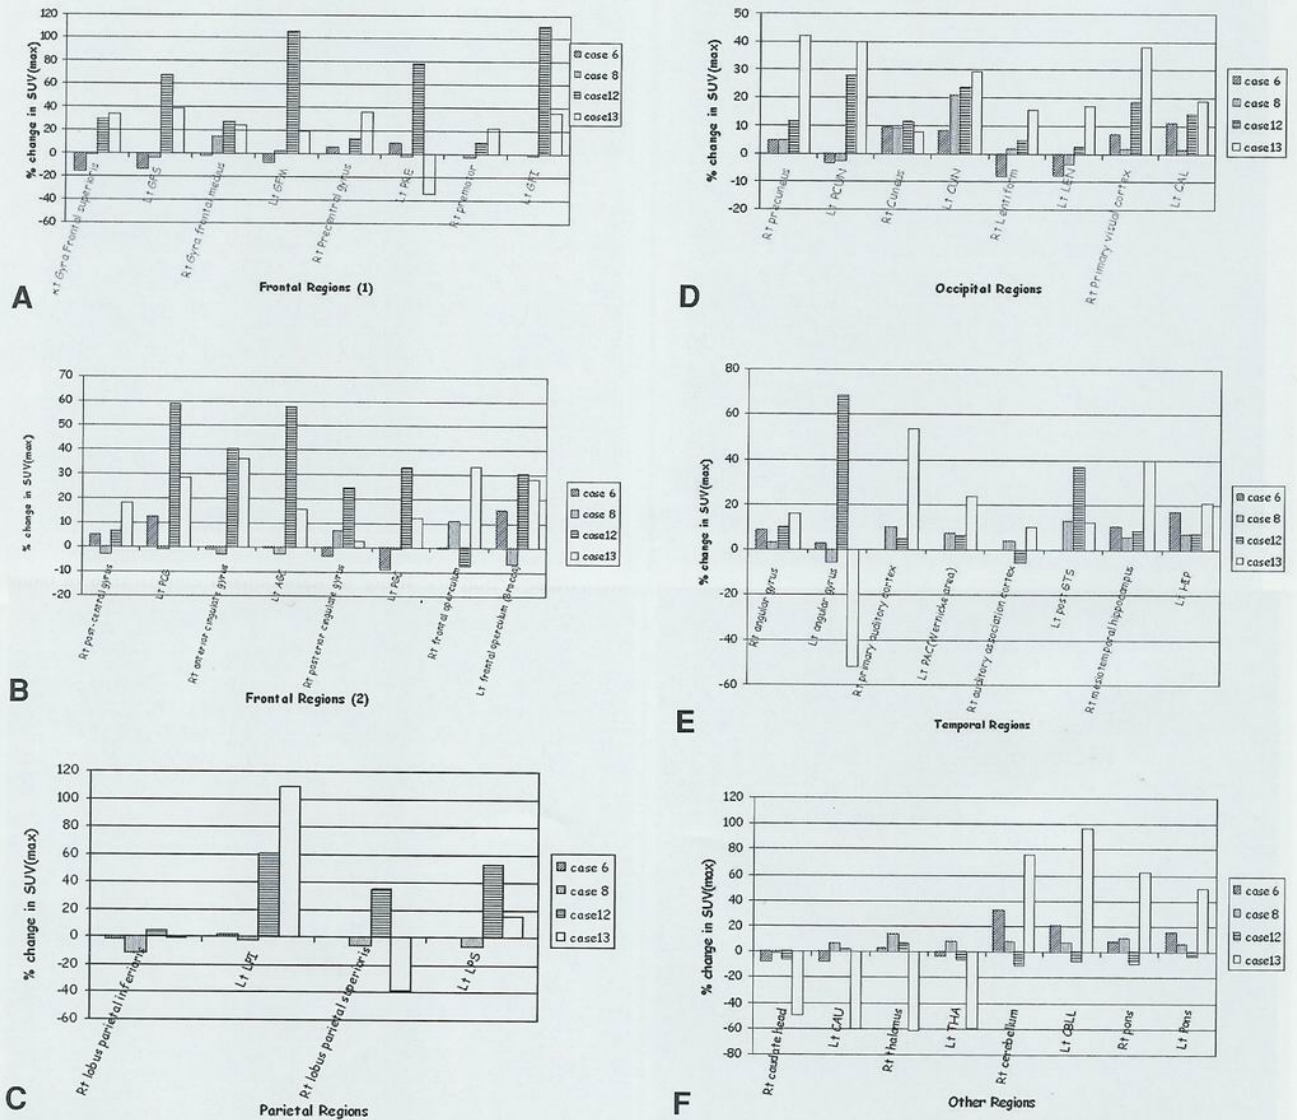 120
100
80
60
40
20
0
-20
-40
-60
% change in SUV(max)
Rt Gyra Frontal superioris
Lt GFS
Rt Gyra frontal medius
Lt GFM
Rt Precentral gyrus
Lt PRE
Rt premotor
Lt GFI
case 6
case 8
case12
case13
Frontal Regions (1)
A
50
40
30
20
10
0
-10
-20
% change in SUV(max)
Rt precuneus
Lt PCUN
Rt Cuneus
Lt CUN
Rt Lentiform
Lt LEN
Rt Primary visual cortex
Lt CAL
case 6
case 8
case12
case13
Occipital Regions
D
70
60
50
40
30
20
10
0
-10
-20
% change in SUV(max)
Rt post-central gyrus
Lt PCG
Rt anterior cingulate gyrus
Lt AGC
Rt posterior cingulate gyrus
Lt PGC
Rt frontal operculum
Lt frontal operculum (Brocas)
case 6
case 8
case12
case13
Frontal Regions (2)
B
80
60
40
20
0
-20
-40
-60
% change in SUV(max)
Rt angular gyrus
Lt angular gyrus
Rt primary auditory cortex
Lt PAC(Wernicke area)
Rt auditory association cortex
Lt post GTS
Rt mesiotemporal hippocampus
Lt HIP
case 6
case 8
case12
case13
Temporal Regions
E
120
100
80
60
40
20
0
-20
-40
-60
% change in SUV(max)
Rt lobus parietal inferioris
Lt LPI
Rt lobus parietal superioris
Lt LPS
case 6
case 8
case12
case13
Parietal Regions
C
120
100
80
60
40
20
0
-20
-40
-60
-80
% change in SUV(max)
Rt caudate head
Lt CAU
Rt thalamus
Lt THA
Rt cerebellum
Lt CBLL
Rt pons
Lt Pons
case 6
case 8
case12
case13
Other Regions
F